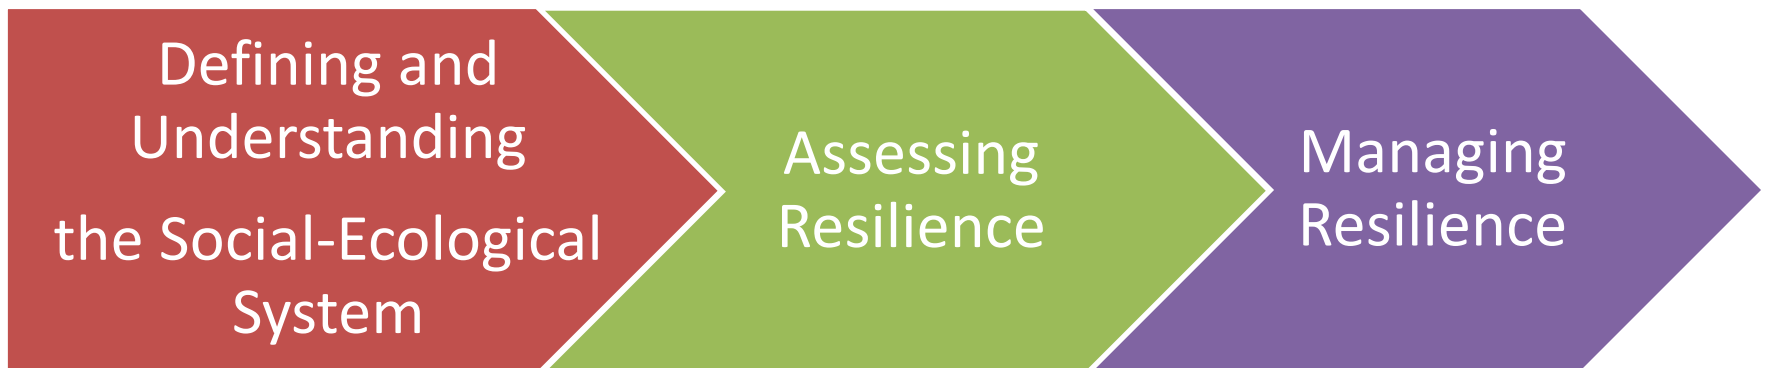 Defining and
Understanding
the Social-Ecological
System
Assessing
Resilience
Managing
Resilience